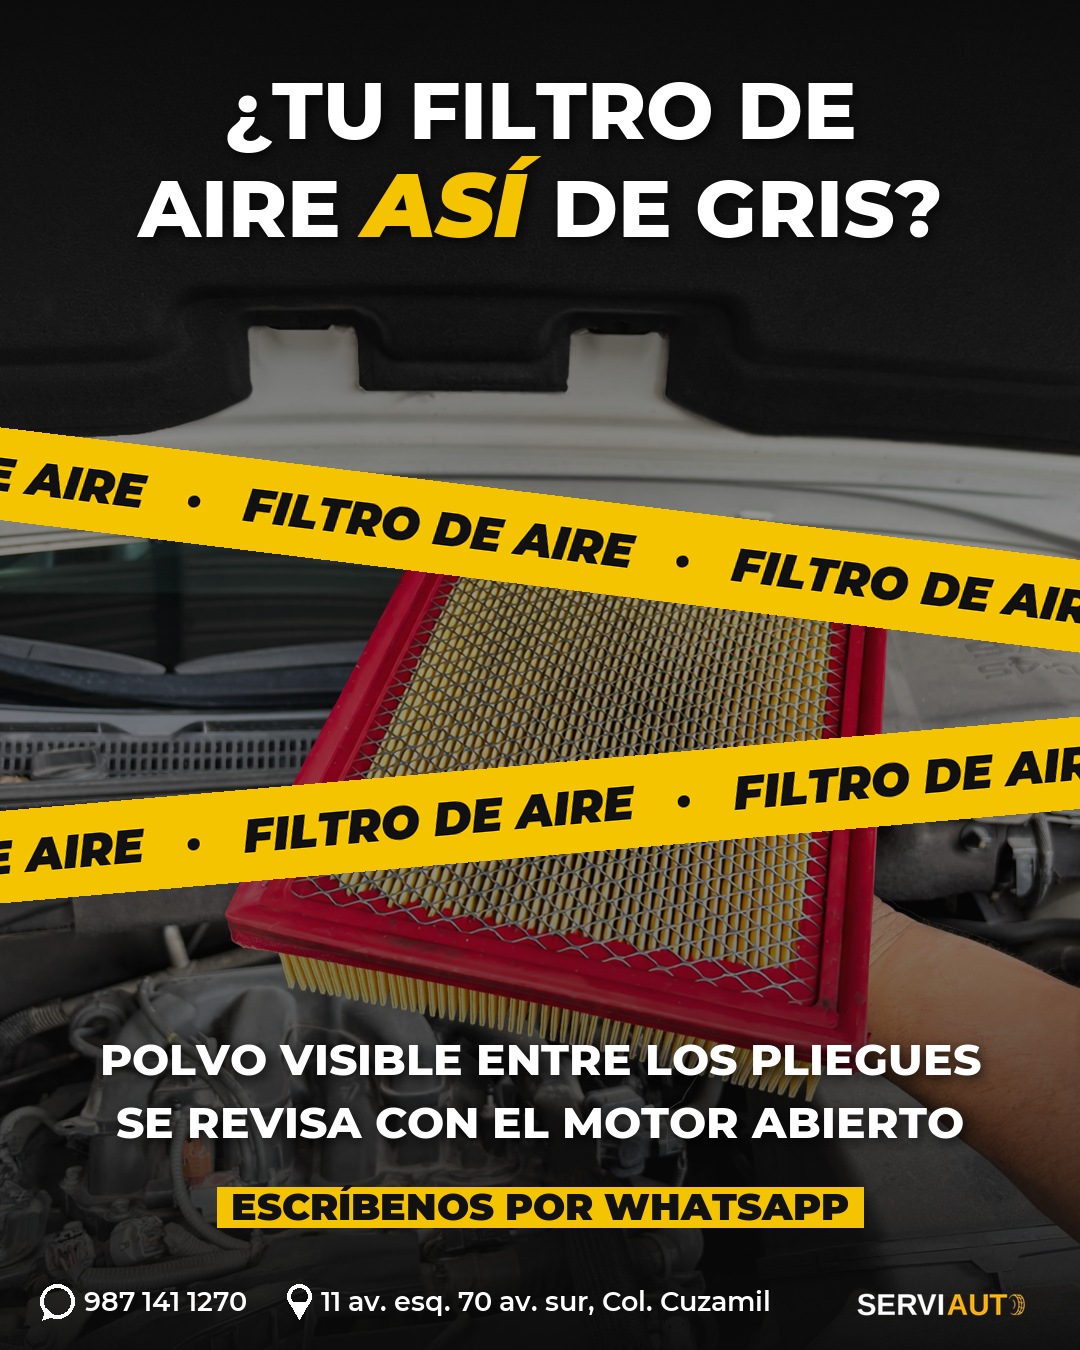 ¿TU FILTRO DE
AIRE ASÍ DE GRIS?
E AIRE • FILTRO DE AIRE • FILTRO DE AIR
E AIRE • FILTRO DE AIRE • FILTRO DE AIR
POLVO VISIBLE ENTRE LOS PLIEGUES
SE REVISA CON EL MOTOR ABIERTO
ESCRÍBENOS POR WHATSAPP
987 141 1270
11 av. esq. 70 av. sur, Col. Cuzamil
SERVIAUTO